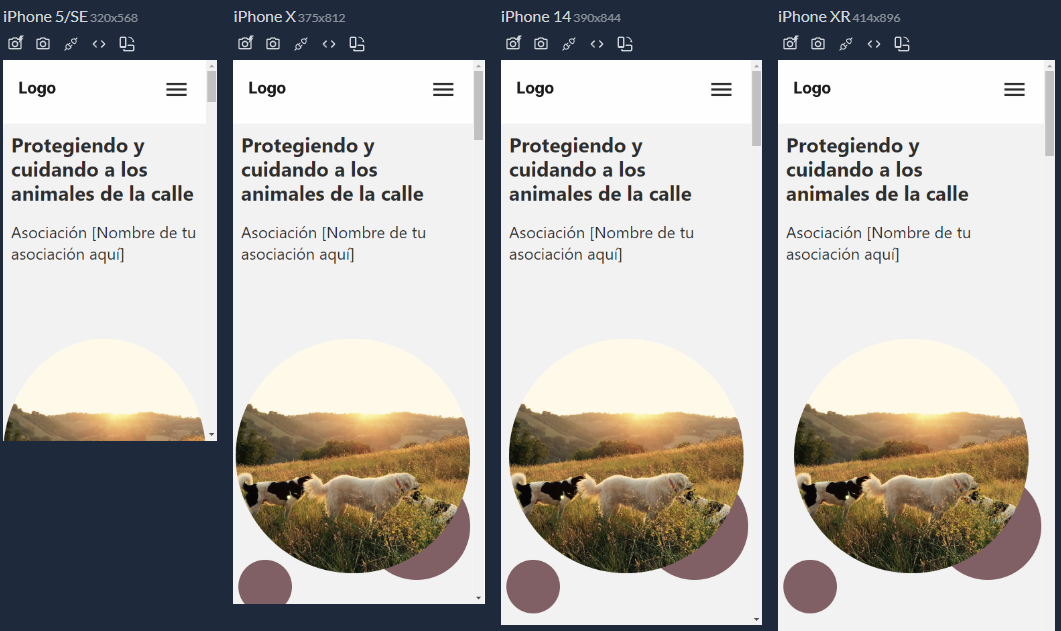 iPhone 5/SE 320x568
Logo
Protegiendo y
cuidando a los
animales de la calle
Asociación [Nombre de tu
asociación aquí]
iPhone X 375x812
Logo
Protegiendo y
cuidando a los
animales de la calle
Asociación [Nombre de tu
asociación aquí]
iPhone 14 390x844
Logo
Protegiendo y
cuidando a los
animales de la calle
Asociación [Nombre de tu
asociación aquí]
iPhone XR 414x896
Logo
Protegiendo y
cuidando a los
animales de la calle
Asociación [Nombre de tu
asociación aquí]